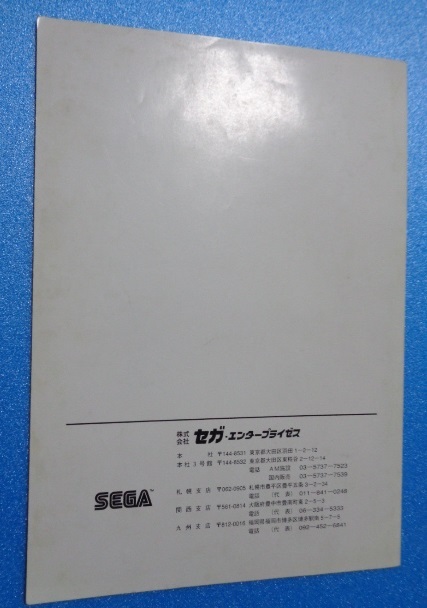 株式会社 セガ・エンタープライゼス
本社 〒144-8531 東京都大田区羽田1-2-12
本社3号館 〒144-8532 東京都大田区東糀谷2-12-14
電話 AM施設 03-5737-7523
国内販売 03-5737-7539
SEGA
札幌支店 〒062-0905 札幌市豊平区豊平五条3-2-34
電話 (代表) 011-841-0248
関西支店 〒561-0814 大阪府豊中市豊南町東2-5-3
電話 (代表) 06-334-5333
九州支店 〒812-0016 福岡県福岡市博多区博多駅南5-7-5
電話 (代表) 092-452-6841